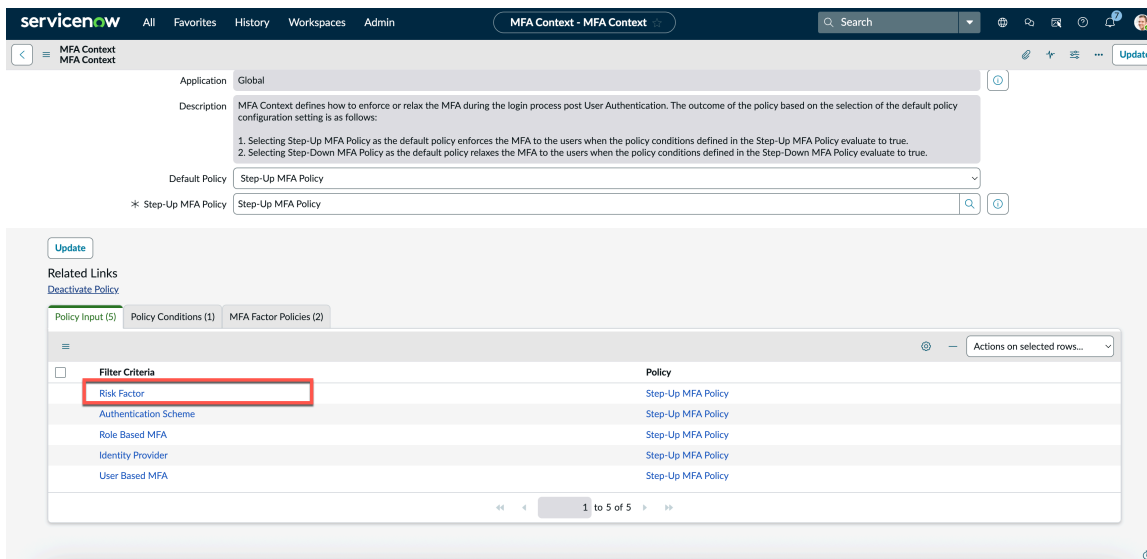 servicenow All Favorites History Workspaces Admin MFA Context - MFA Context Search 7
MFA Context
MFA Context
Update
Application Global
Description MFA Context defines how to enforce or relax the MFA during the login process post User Authentication. The outcome of the policy based on the selection of the default policy
configuration setting is as follows:
1. Selecting Step-Up MFA Policy as the default policy enforces the MFA to the users when the policy conditions defined in the Step-Up MFA Policy evaluate to true.
2. Selecting Step-Down MFA Policy as the default policy relaxes the MFA to the users when the policy conditions defined in the Step-Down MFA Policy evaluate to true.
Default Policy Step-Up MFA Policy
Step-Up MFA Policy Step-Up MFA Policy
Update
Related Links
Deactivate Policy
Policy Input (5) Policy Conditions (1) MFA Factor Policies (2)
Actions on selected rows...
Filter Criteria Policy
Risk Factor Step-Up MFA Policy
Authentication Scheme Step-Up MFA Policy
Role Based MFA Step-Up MFA Policy
Identity Provider Step-Up MFA Policy
User Based MFA Step-Up MFA Policy
1 to 5 of 5